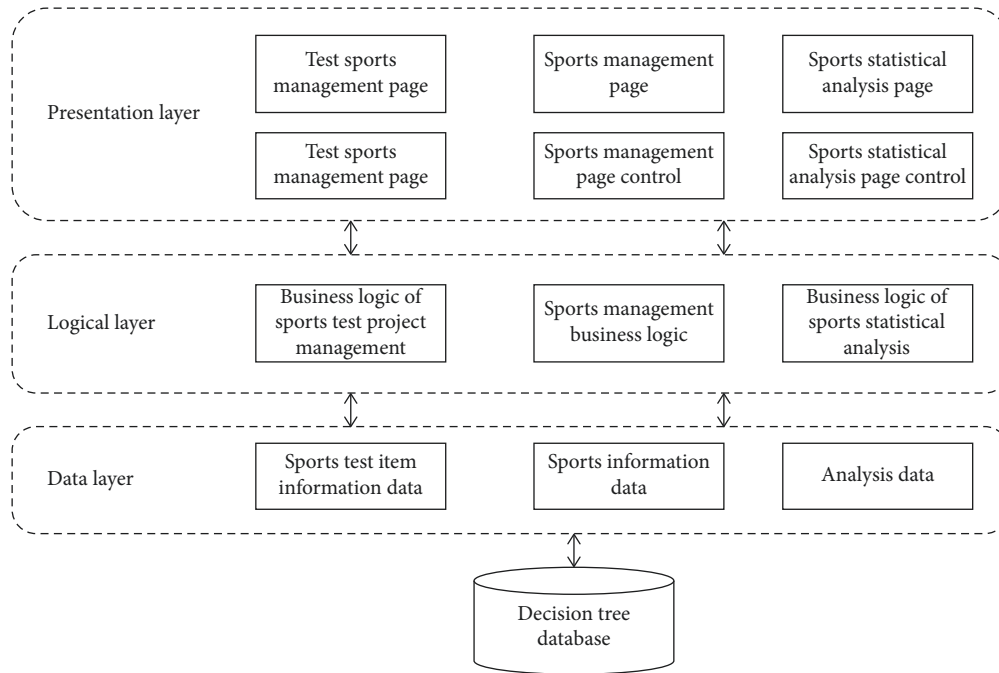 Presentation layer
Test sports
management page
Sports management
page
Sports statistical
analysis page
Test sports
management page
Sports management
page control
Sports statistical
analysis page control
Logical layer
Business logic of
sports test project
management
Sports management
business logic
Business logic of
sports statistical
analysis
Data layer
Sports test item
information data
Sports information
data
Analysis data
Decision tree
database